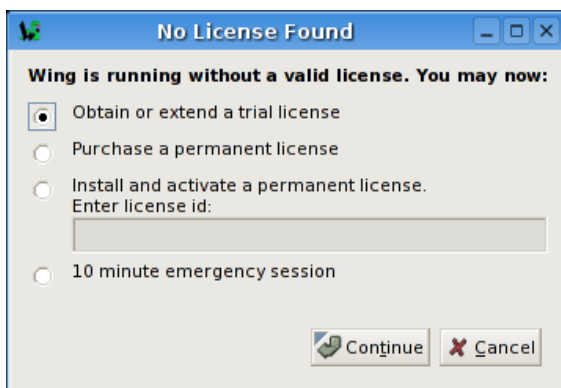 No License Found
Wing is running without a valid license. You may now:
Obtain or extend a trial license
Purchase a permanent license
Install and activate a permanent license.
Enter license id:
10 minute emergency session
Continue
Cancel